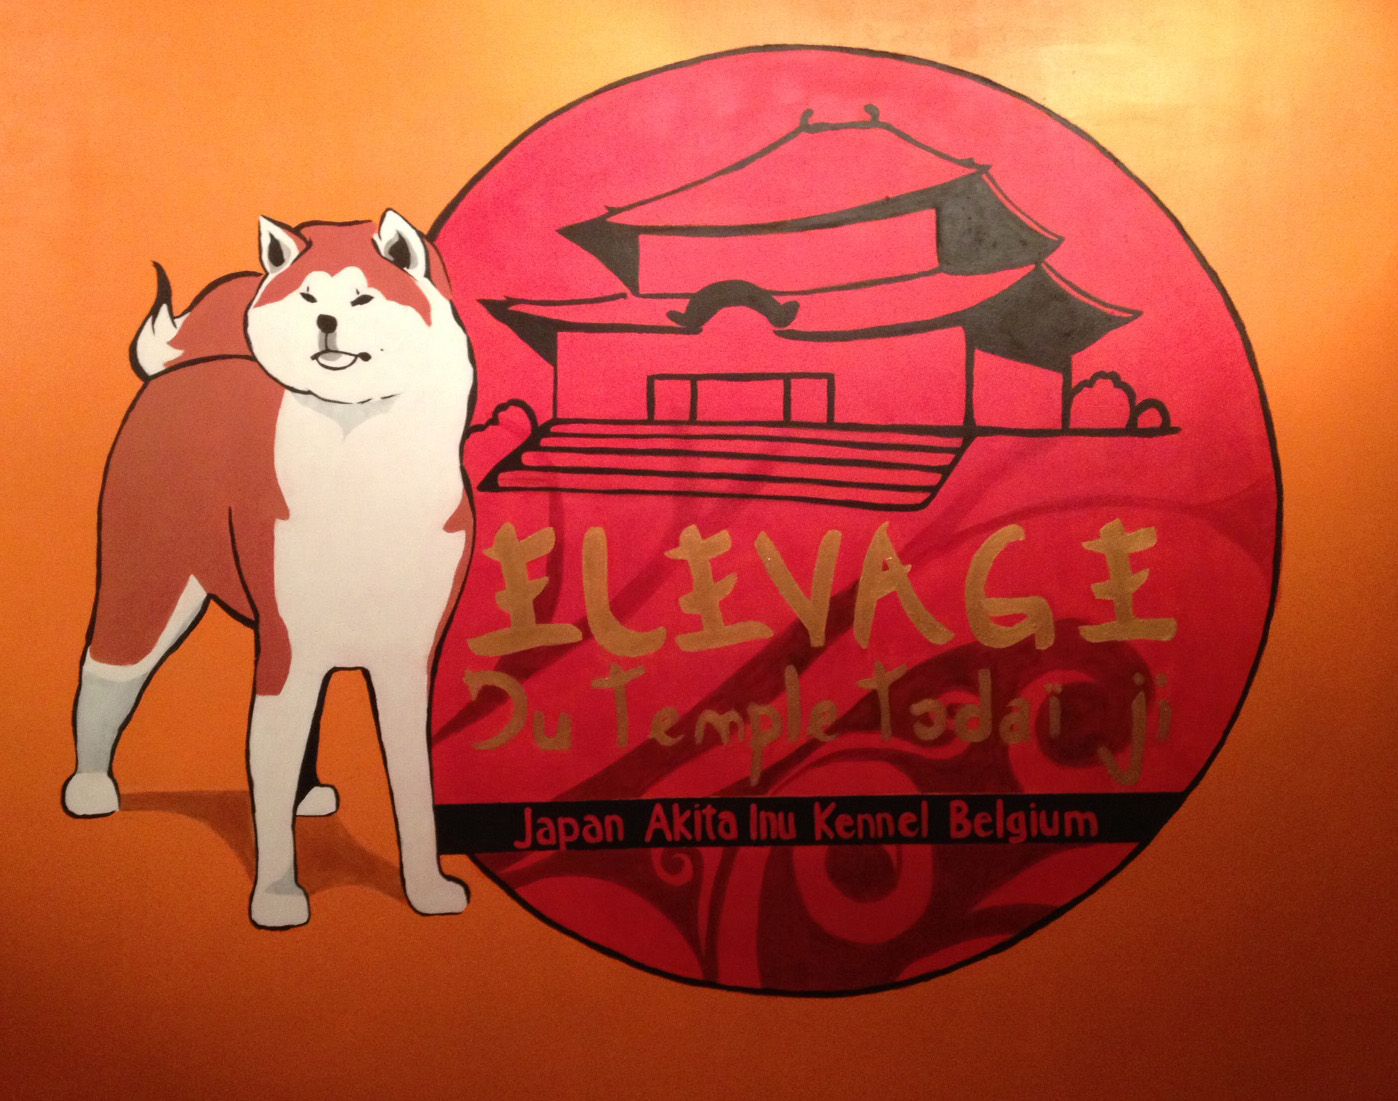 ELEVAGE
Du Temple Todaï ji
Japan Akita Inu Kennel Belgium